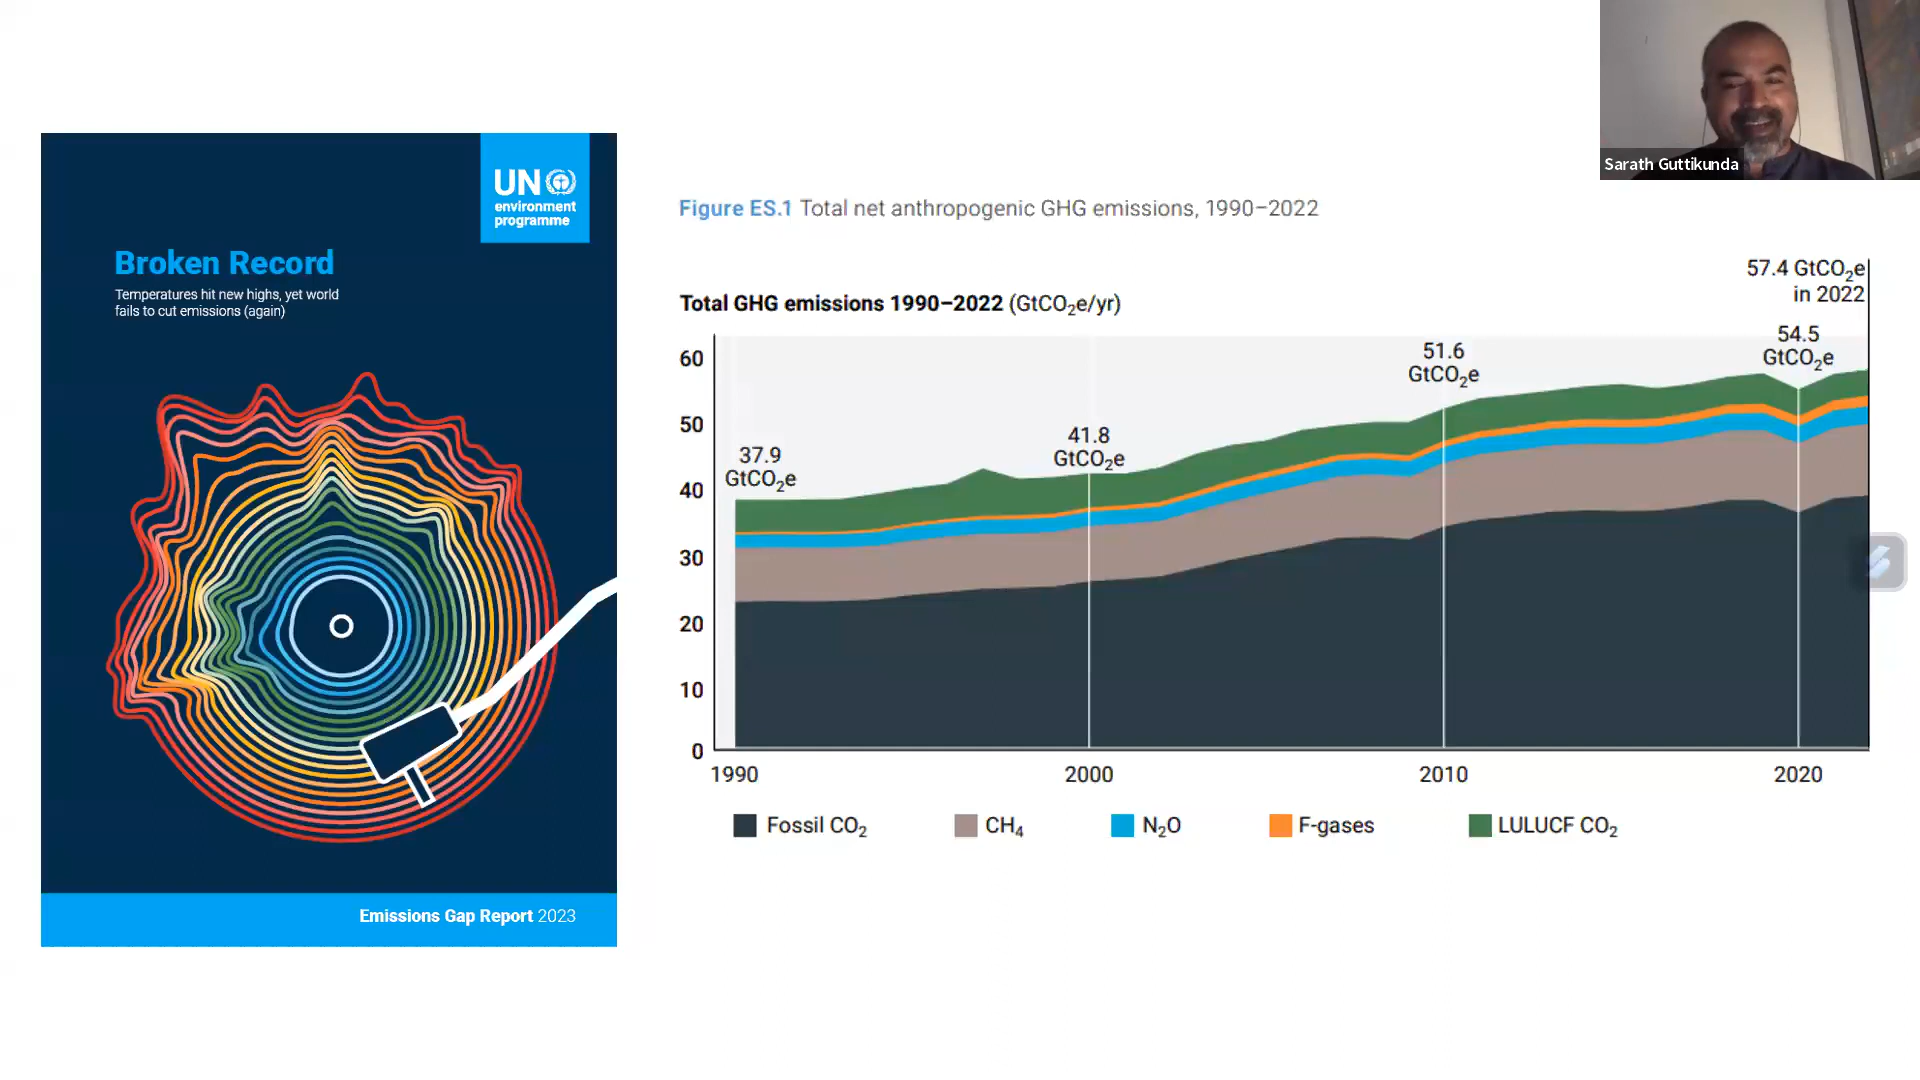 Sarath Guttikunda
UN
environment
programme
Broken Record
Temperatures hit new highs, yet world
fails to cut emissions (again)
Emissions Gap Report 2023
Figure ES.1 Total net anthropogenic GHG emissions, 1990–2022
Total GHG emissions 1990–2022 (GtCO₂e/yr)
57.4 GtCO₂e
in 2022
54.5
GtCO₂e
51.6
GtCO₂e
41.8
GtCO₂e
37.9
GtCO₂e
60
50
40
30
20
10
0
1990 2000 2010 2020
Fossil CO₂ CH₄ N₂O F-gases LULUCF CO₂